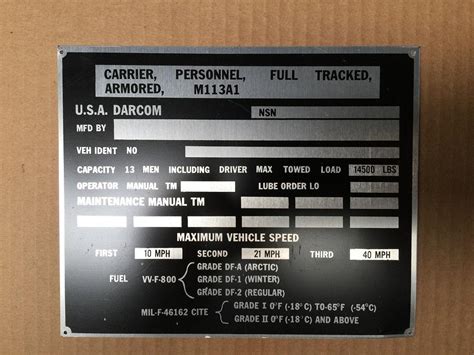 CARRIER, PERSONNEL, FULL TRACKED,
ARMORED, M113A1
U.S.A. DARCOM NSN
MFD BY
VEH IDENT NO
CAPACITY 13 MEN INCLUDING DRIVER MAX TOWED LOAD 14500 LBS
OPERATOR MANUAL TM LUBE ORDER LO
MAINTENANCE MANUAL TM
MAXIMUM VEHICLE SPEED
FIRST 10 MPH SECOND 21 MPH THIRD 40 MPH
GRADE DF-A (ARCTIC)
FUEL VV-F-800 GRADE DF-1 (WINTER)
GRADE DF-2 (REGULAR)
MIL-F-46162 CITE GRADE I 0°F (-18°C) TO-65°F (-54°C)
GRADE II 0°F (-18°C) AND ABOVE